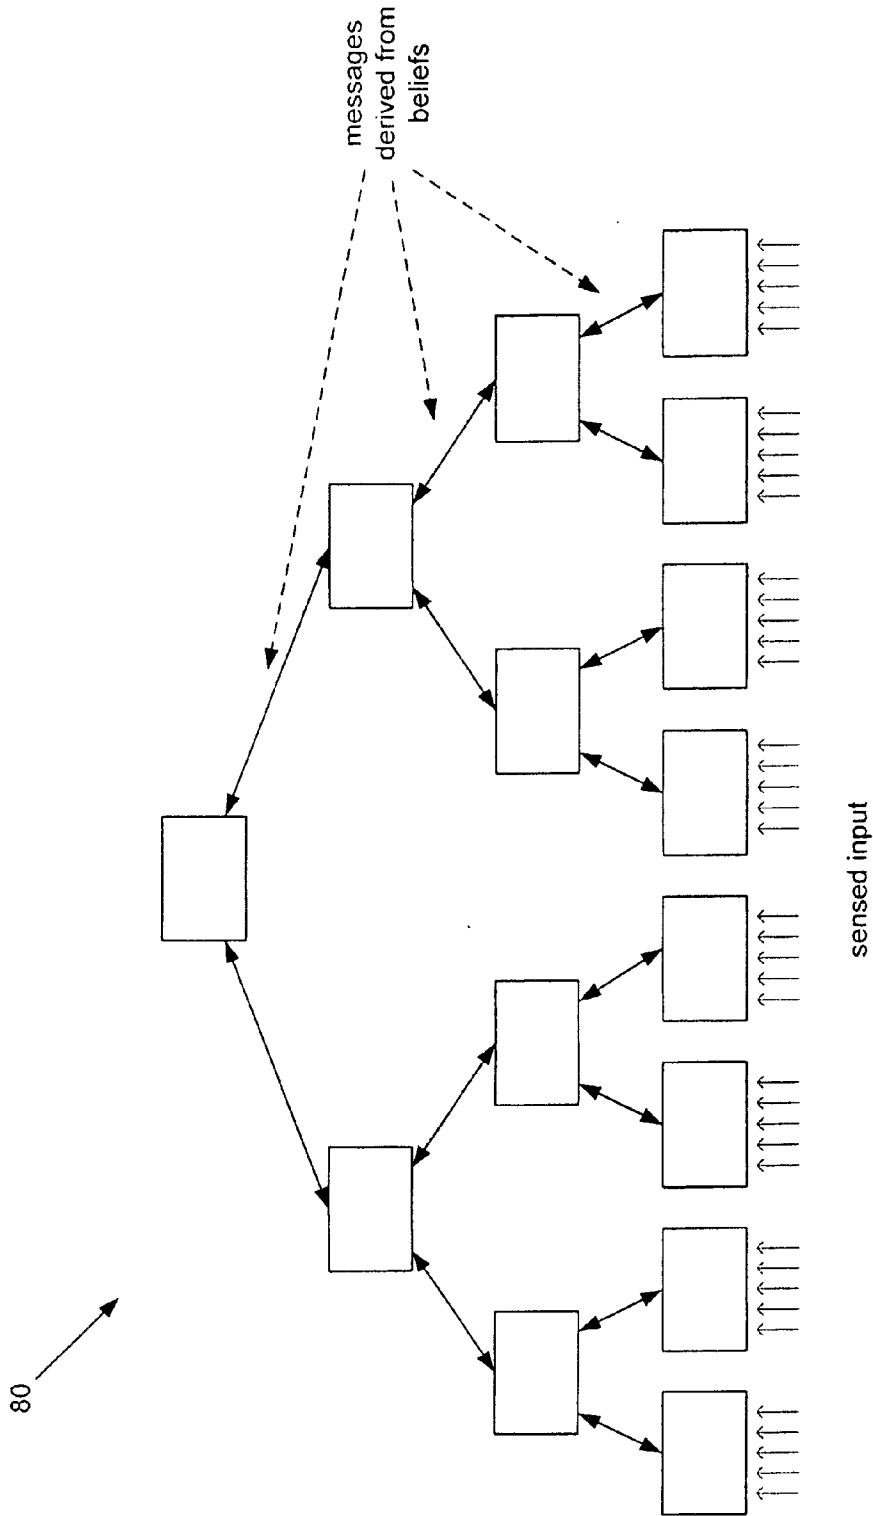 80
messages
derived from
beliefs
sensed input